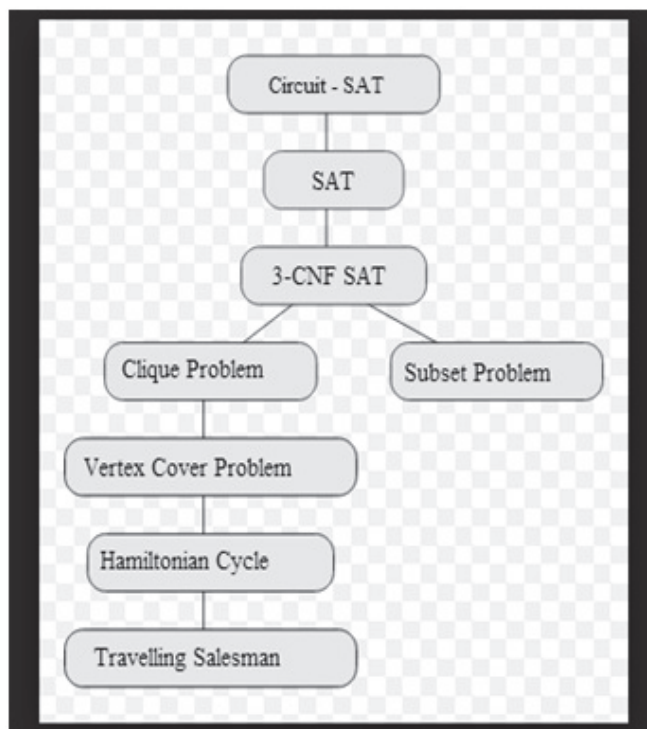 Circuit - SAT
SAT
3-CNF SAT
Clique Problem
Subset Problem
Vertex Cover Problem
Hamiltonian Cycle
Travelling Salesman